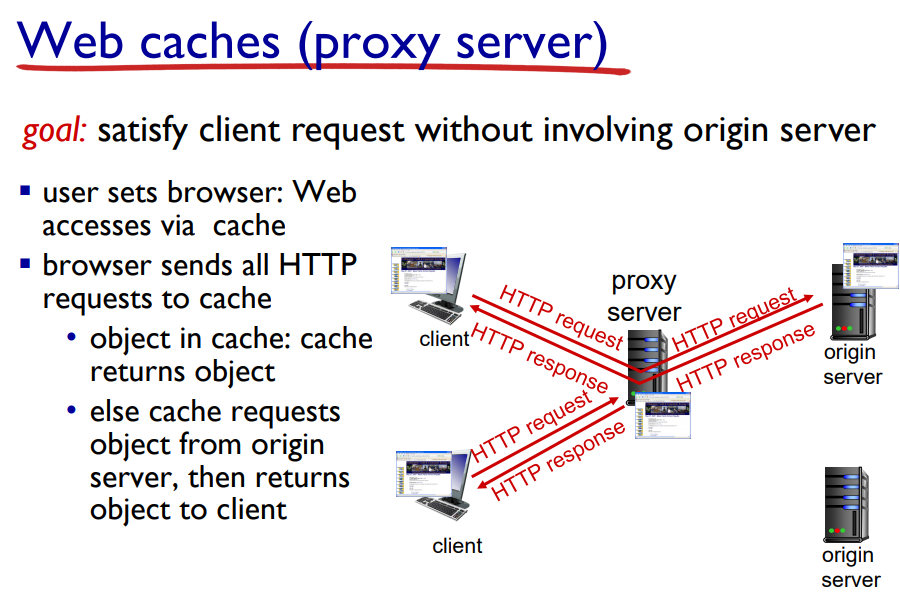 Web caches (proxy server)
goal: satisfy client request without involving origin server
▪ user sets browser: Web
accesses via cache
▪ browser sends all HTTP
requests to cache
• object in cache: cache
returns object
• else cache requests
object from origin
server, then returns
object to client
proxy
server
client
HTTP request
HTTP response
HTTP request
HTTP response
origin
server
HTTP request
HTTP response
client
origin
server